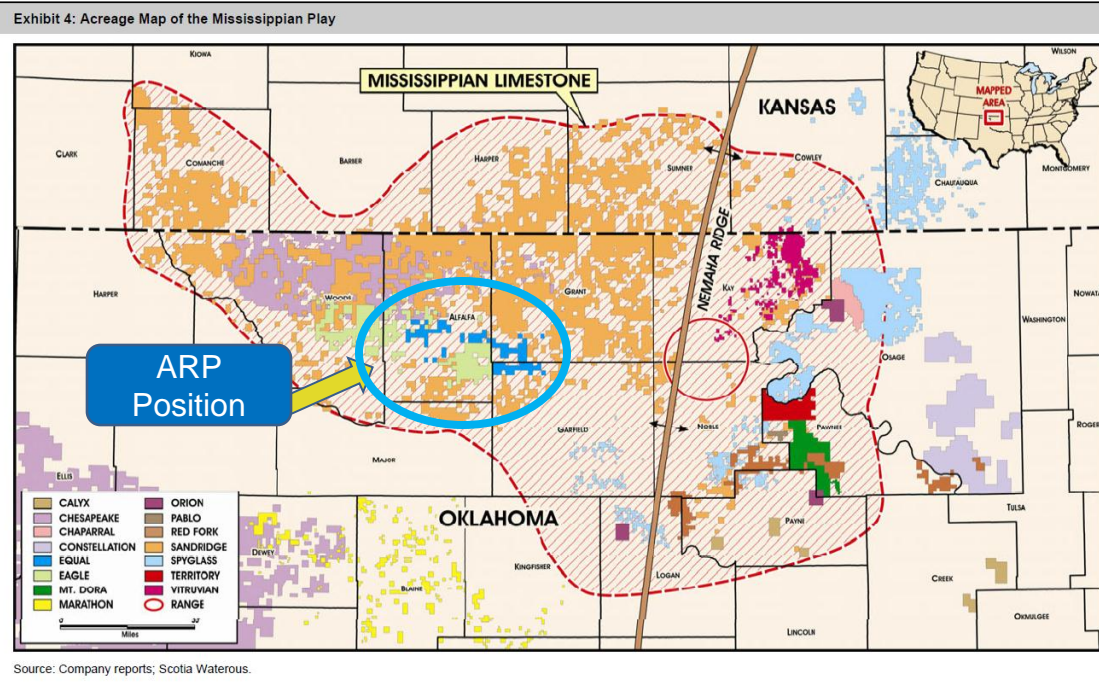 Exhibit 4: Acreage Map of the Mississippian Play
KIOWA
WILSON
MISSISSIPPIAN LIMESTONE
KANSAS
MAPPED
AREA
CLARK
COMANCHE
BARBER
HARPER
SUMNER
COWLEY
CHAUTAUQUA
MONTGOMERY
NEMAHA RIDGE
HARPER
WOODS
ALFALFA
GRANT
KAY
OSAGE
WASHINGTON
NOWATA
ARP
Position
GARFIELD
NOBLE
PAWNEE
ROGER
MAJOR
ELLIS
OKLAHOMA
PAYNE
TULSA
DEWEY
BLAINE
KINGFISHER
LOGAN
CREEK
LINCOLN
OKMULGEE
CALYX
CHESAPEAKE
CHAPARRAL
CONSTELLATION
EQUAL
EAGLE
MT. DORA
MARATHON
ORION
PABLO
RED FORK
SANDRIDGE
SPYGLASS
TERRITORY
VITRUVIAN
RANGE
0
Miles
Source: Company reports; Scotia Waterous.